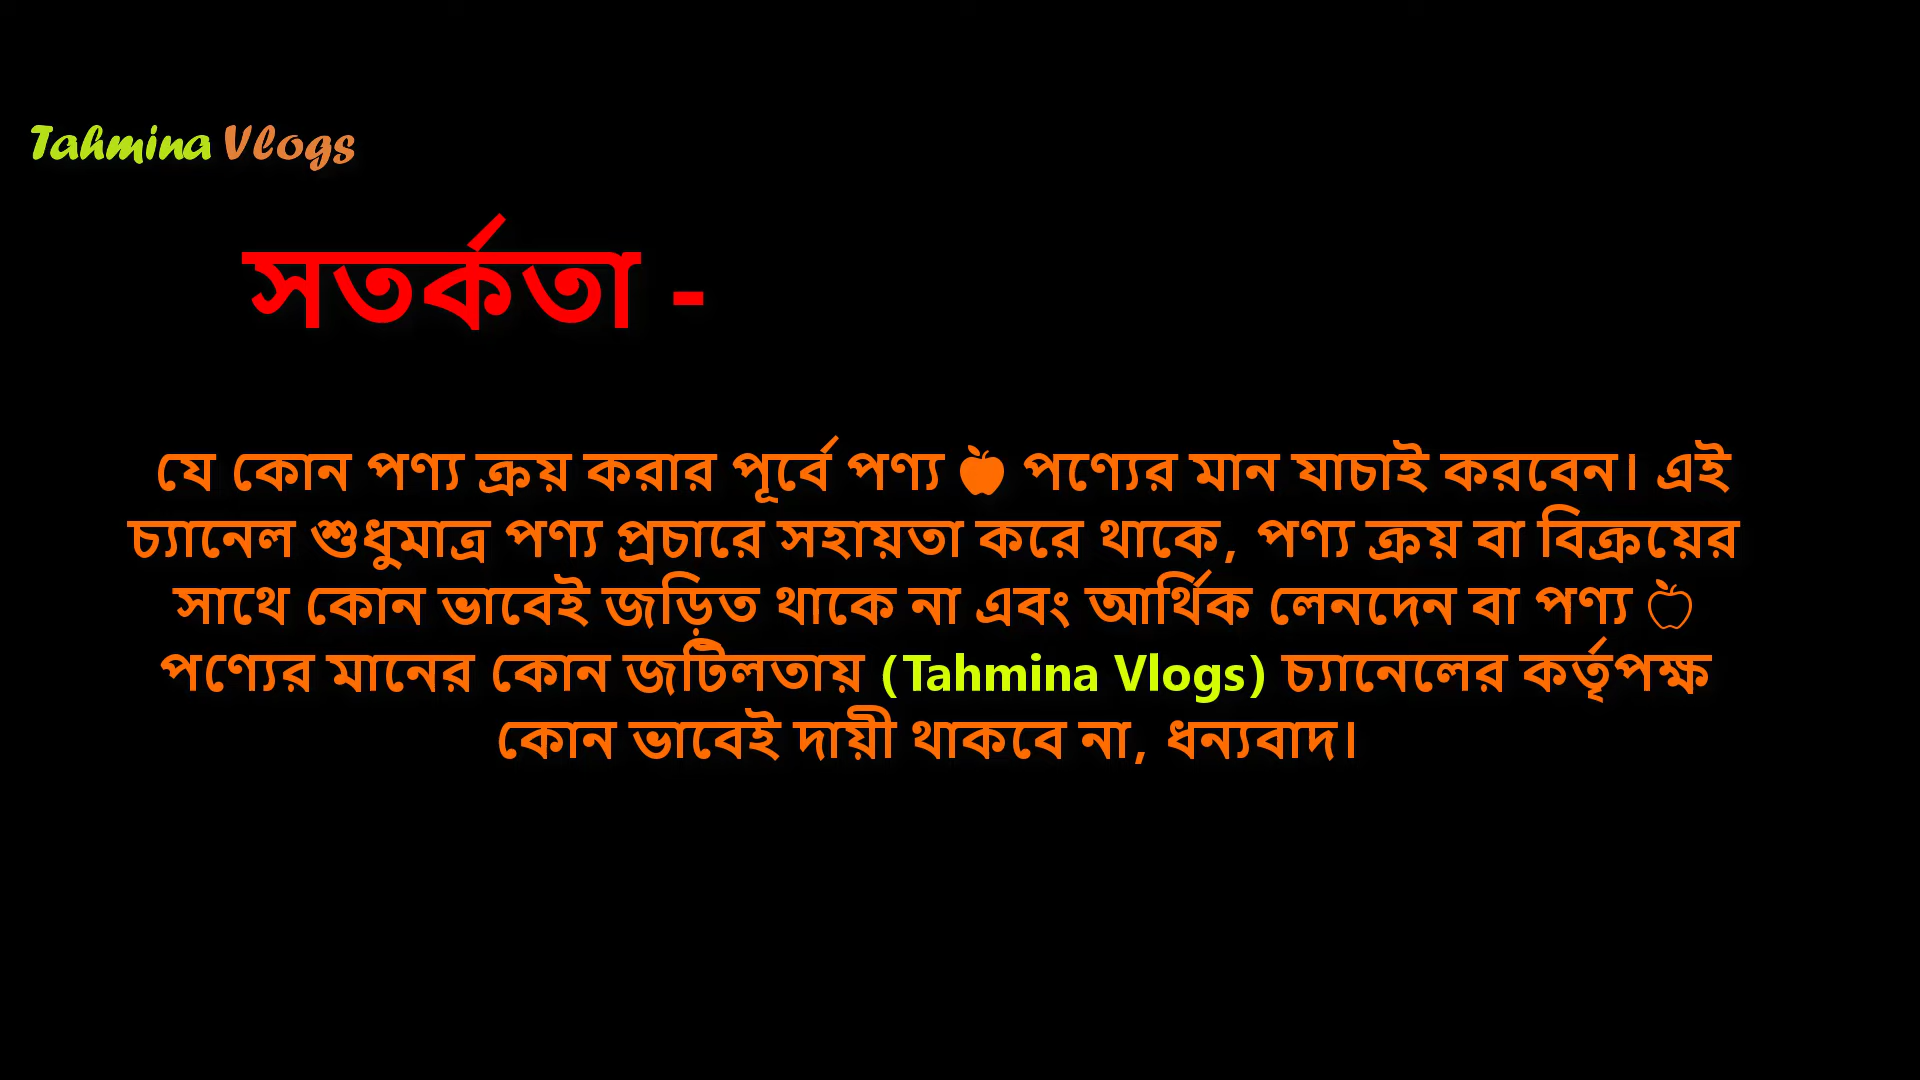 Tahmina Vlogs
সতর্কতা -
যে কোন পণ্য ক্রয় করার পূর্বে পণ্য 🍎 পণ্যের মান যাচাই করবেন। এই
চ্যানেল শুধুমাত্র পণ্য প্রচারে সহায়তা করে থাকে, পণ্য ক্রয় বা বিক্রয়ের
সাথে কোন ভাবেই জড়িত থাকে না এবং আর্থিক লেনদেন বা পণ্য 🍎
পণ্যের মানের কোন জটিলতায় (Tahmina Vlogs) চ্যানেলের কর্তৃপক্ষ
কোন ভাবেই দায়ী থাকবে না, ধন্যবাদ।